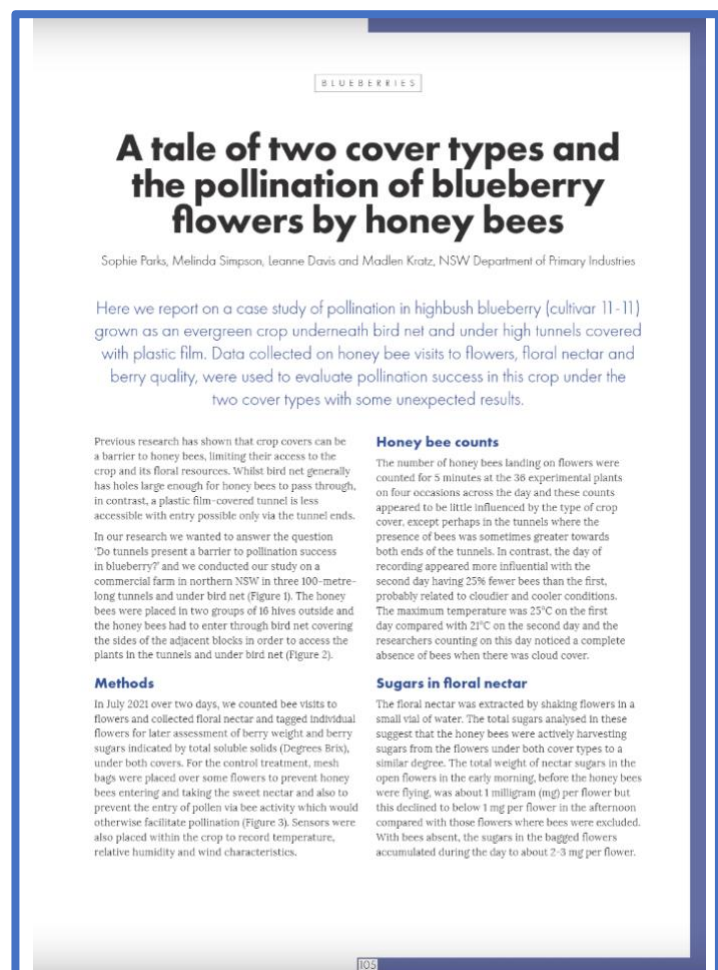 BLUEBERRIES
A tale of two cover types and
the pollination of blueberry
flowers by honey bees
Sophie Parks, Melinda Simpson, Leanne Davis and Madlen Kratz, NSW Department of Primary Industries
Here we report on a case study of pollination in highbush blueberry (cultivar 11-11)
grown as an evergreen crop underneath bird net and under high tunnels covered
with plastic film. Data collected on honey bee visits to flowers, floral nectar and
berry quality, were used to evaluate pollination success in this crop under the
two cover types with some unexpected results.
Previous research has shown that crop covers can be
a barrier to honey bees, limiting their access to the
crop and its floral resources. Whilst bird net generally
has holes large enough for honey bees to pass through,
in contrast, a plastic film-covered tunnel is less
accessible with entry possible only via the tunnel ends.
In our research we wanted to answer the question
'Do tunnels present a barrier to pollination success
in blueberry?' and we conducted our study on a
commercial farm in northern NSW in three 100-metre-
long tunnels and under bird net (Figure 1). The honey
bees were placed in two groups of 16 hives outside and
the honey bees had to enter through bird net covering
the sides of the adjacent blocks in order to access the
plants in the tunnels and under bird net (Figure 2).
Methods
In July 2021 over two days, we counted bee visits to
flowers and collected floral nectar and tagged individual
flowers for later assessment of berry weight and berry
sugars indicated by total soluble solids (Degrees Brix),
under both covers. For the control treatment, mesh
bags were placed over some flowers to prevent honey
bees entering and taking the sweet nectar and also to
prevent the entry of pollen via bee activity which would
otherwise facilitate pollination (Figure 3). Sensors were
also placed within the crop to record temperature,
relative humidity and wind characteristics.
Honey bee counts
The number of honey bees landing on flowers were
counted for 5 minutes at the 36 experimental plants
on four occasions across the day and these counts
appeared to be little influenced by the type of crop
cover, except perhaps in the tunnels where the
presence of bees was sometimes greater towards
both ends of the tunnels. In contrast, the day of
recording appeared more influential with the
second day having 25% fewer bees than the first,
probably related to cloudier and cooler conditions.
The maximum temperature was 25°C on the first
day compared with 21°C on the second day and the
researchers counting on this day noticed a complete
absence of bees when there was cloud cover.
Sugars in floral nectar
The floral nectar was extracted by shaking flowers in a
small vial of water. The total sugars analysed in these
suggest that the honey bees were actively harvesting
sugars from the flowers under both cover types to a
similar degree. The total weight of nectar sugars in the
open flowers in the early morning, before the honey bees
were flying, was about 1 milligram (mg) per flower but
this declined to below 1 mg per flower in the afternoon
compared with those flowers where bees were excluded.
With bees absent, the sugars in the bagged flowers
accumulated during the day to about 2-3 mg per flower.
105